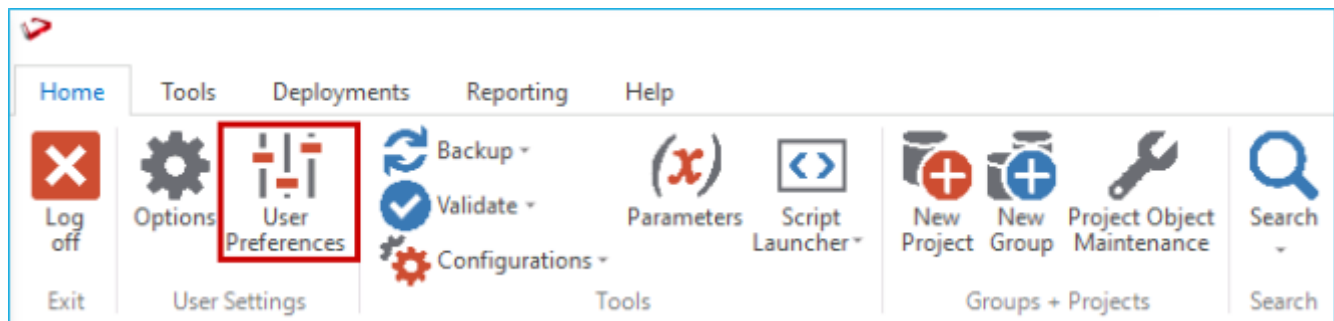 Home Tools Deployments Reporting Help
Log off
Options
User Preferences
Backup
Validate
Configurations
(x)
Parameters
Script Launcher
New Project
New Group
Project Object Maintenance
Search
Exit User Settings Tools Groups + Projects Search